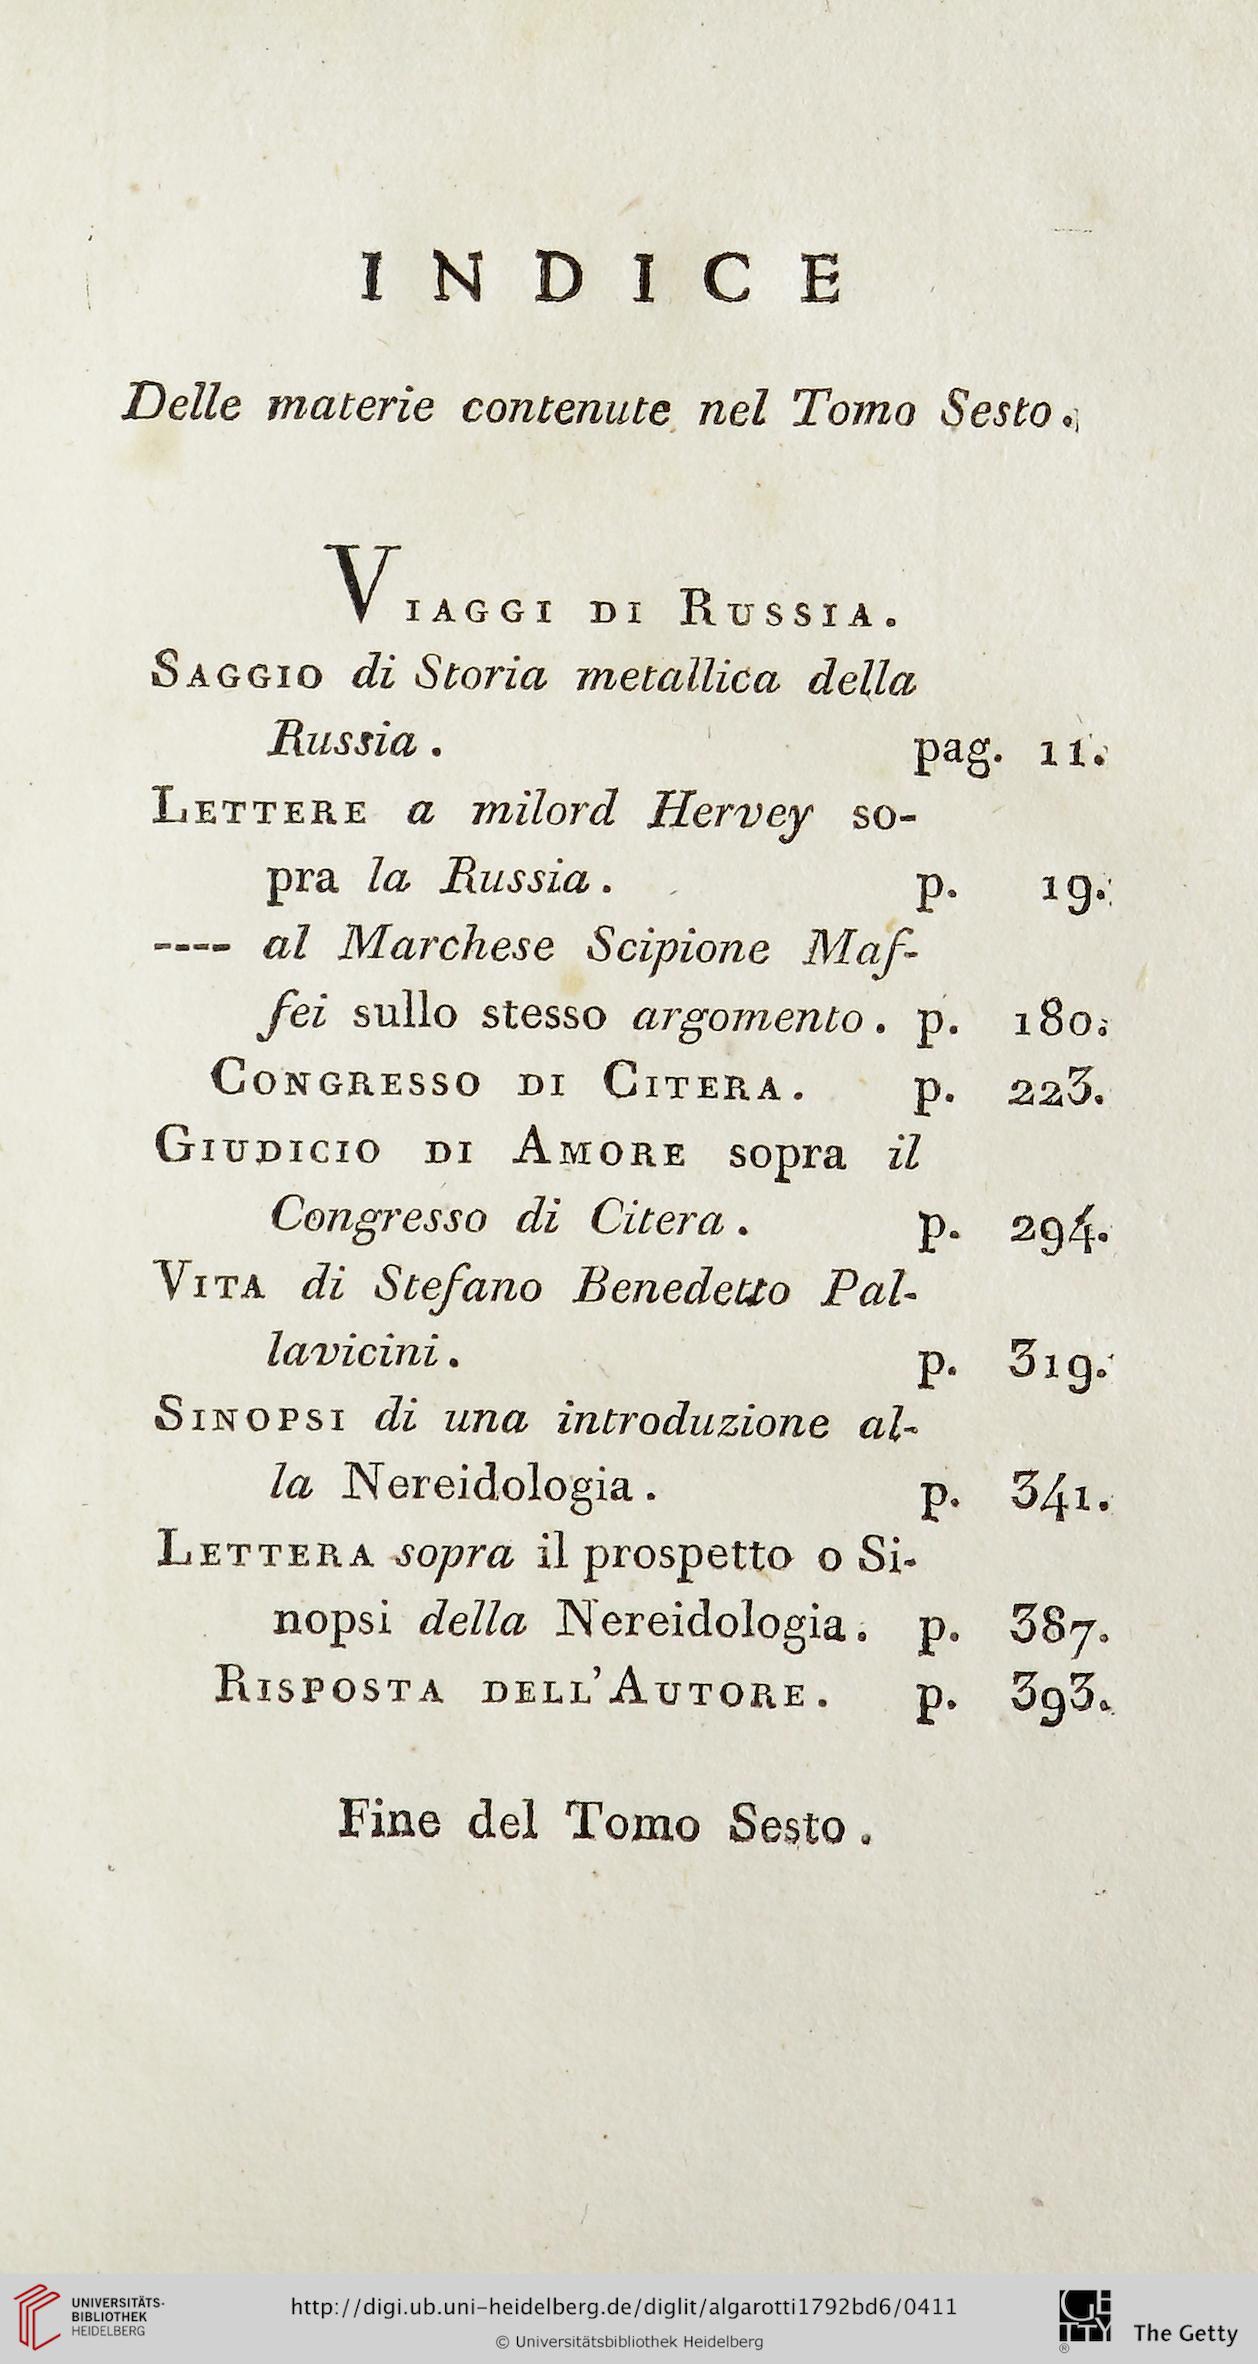 INDICE
Delle materie contenute nel Tomo Sesto.
VIAGGI DI RUSSIA.
SAGGIO di Storia metallica della
Russia. pag. 11.
LETTERE a milord Hervey so-
pra la Russia. p. 19.
---- al Marchese Scipione Maf-
fei sullo stesso argomento. p. 180.
CONGRESSO DI CITERA. p. 223.
GIUDICIO DI AMORE sopra il
Congresso di Citera. p. 294.
VITA di Stefano Benedetto Pal-
lavicini. p. 319.
SINOPSI di una introduzione al-
la Nereidologia. p. 341.
LETTERA sopra il prospetto o Si-
nopsi della Nereidologia. p. 387.
RISPOSTA DELL'AUTORE. p. 393.
Fine del Tomo Sesto.
UNIVERSITÄTS-
BIBLIOTHEK
HEIDELBERG
http://digi.ub.uni-heidelberg.de/diglit/algarotti1792bd6/0411
© Universitätsbibliothek Heidelberg
GETTY
®
The Getty